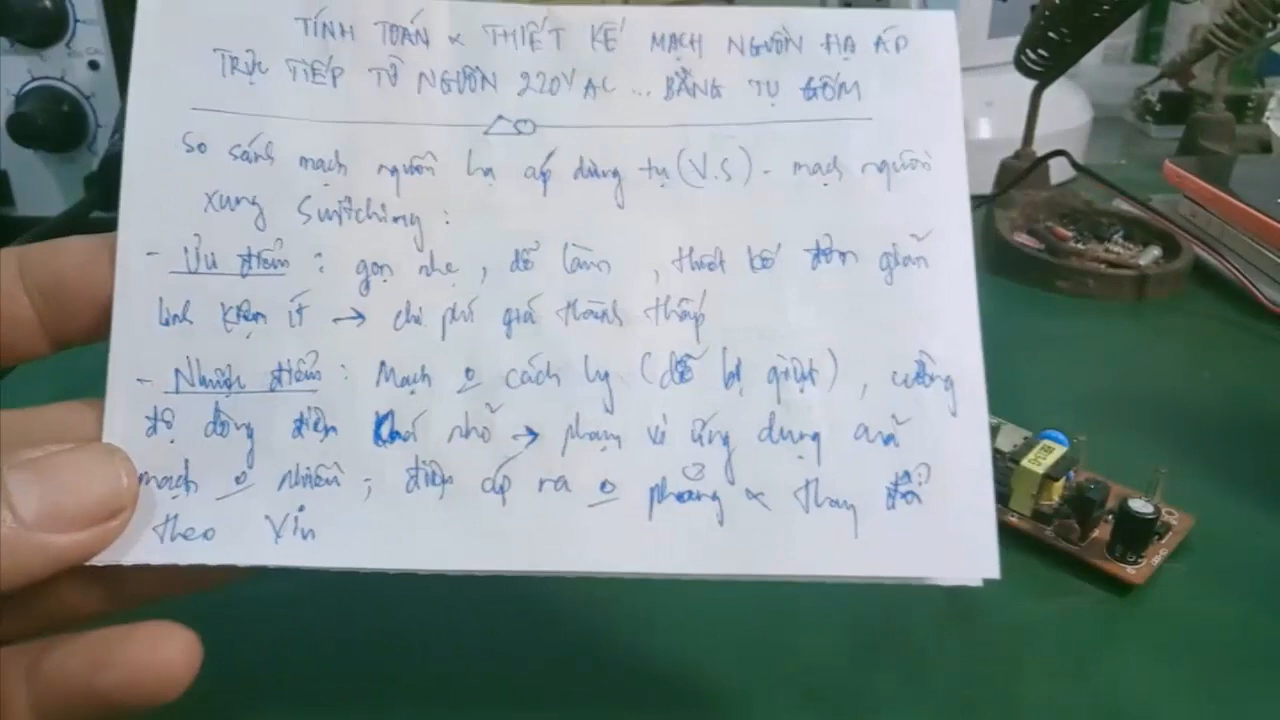 TÍNH TOÁN & THIẾT KẾ MẠCH NGUỒN HẠ ÁP
TRỰC TIẾP TỪ NGUỒN 220V AC ... BẰNG TỤ GỐM
So sánh mạch nguồn hạ áp dùng tụ (V.S) - mạch nguồn
xung Switching :
- Ưu điểm : gọn nhẹ, dễ làm, thiết kế đơn giản
linh kiện ít → chi phí giá thành thấp
- Nhược điểm : Mạch o cách ly (dễ bị giật), cường
độ dòng điện khá nhỏ → phạm vi ứng dụng của
mạch o nhiều ; điện áp ra o phẳng & thay đổi
theo Vin